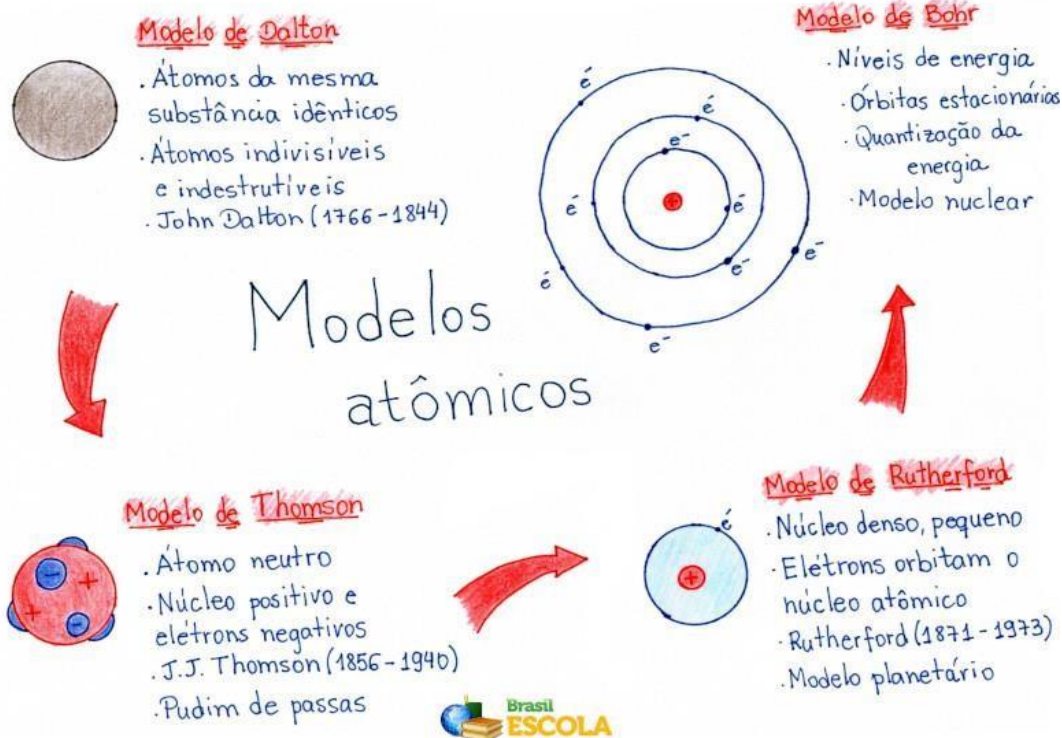 Modelo de Dalton
. Átomos da mesma
substância idênticos
. Átomos indivisíveis
e indestrutíveis
. John Dalton (1766-1844)
Modelos
atômicos
Modelo de Thomson
. Átomo neutro
. Núcleo positivo e
elétrons negativos
. J.J. Thomson (1856-1940)
. Pudim de passas
Modelo de Rutherford
. Núcleo denso, pequeno
. Elétrons orbitam o
núcleo atômico
. Rutherford (1871-1973)
. Modelo planetário
Modelo de Bohr
. Níveis de energia
. Órbitas estacionárias
. Quantização da
energia
. Modelo nuclear
e-
e-
e-
+
e-
e-
e-
e-
e-
e-
-
+
+
-
e-
+
Brasil
ESCOLA